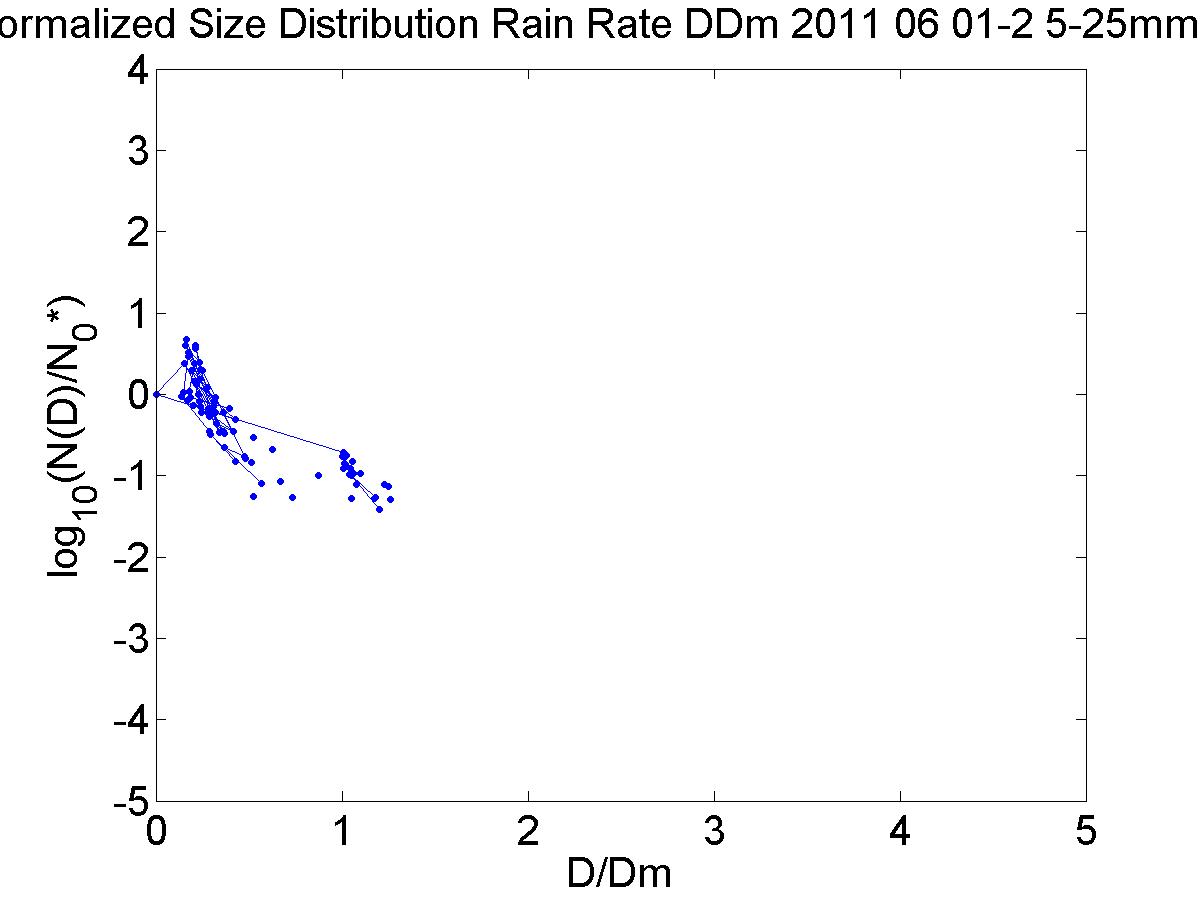 ormalized Size Distribution Rain Rate DDm 2011 06 01-2 5-25mm
4
3
2
1
0
-1
-2
-3
-4
-5
log10(N(D)/N0*)
0 1 2 3 4 5
D/Dm